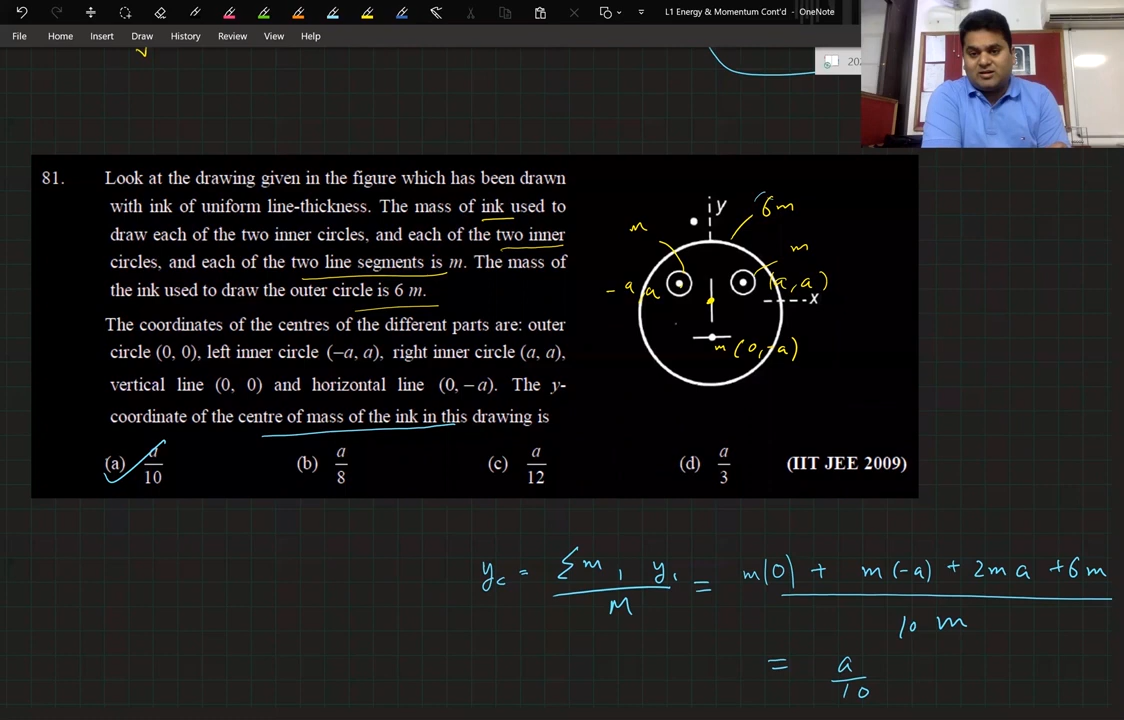 L1 Energy & Momentum Cont'd - OneNote
File Home Insert Draw History Review View Help
20
81. Look at the drawing given in the figure which has been drawn
with ink of uniform line-thickness. The mass of ink used to
draw each of the two inner circles, and each of the two inner
circles, and each of the two line segments is m. The mass of
the ink used to draw the outer circle is 6 m.
The coordinates of the centres of the different parts are: outer
circle (0, 0), left inner circle (−a, a), right inner circle (a, a),
vertical line (0, 0) and horizontal line (0, −a). The y-
coordinate of the centre of mass of the ink in this drawing is
(a) a/10 (b) a/8 (c) a/12 (d) a/3 (IIT JEE 2009)
y
6m
m
m
-a, a
(a, a)
x
m (0, -a)
yc = Σ m₁ y₁ / M = m(0) + m(-a) + 2m a + 6m / 10 m
= a/10